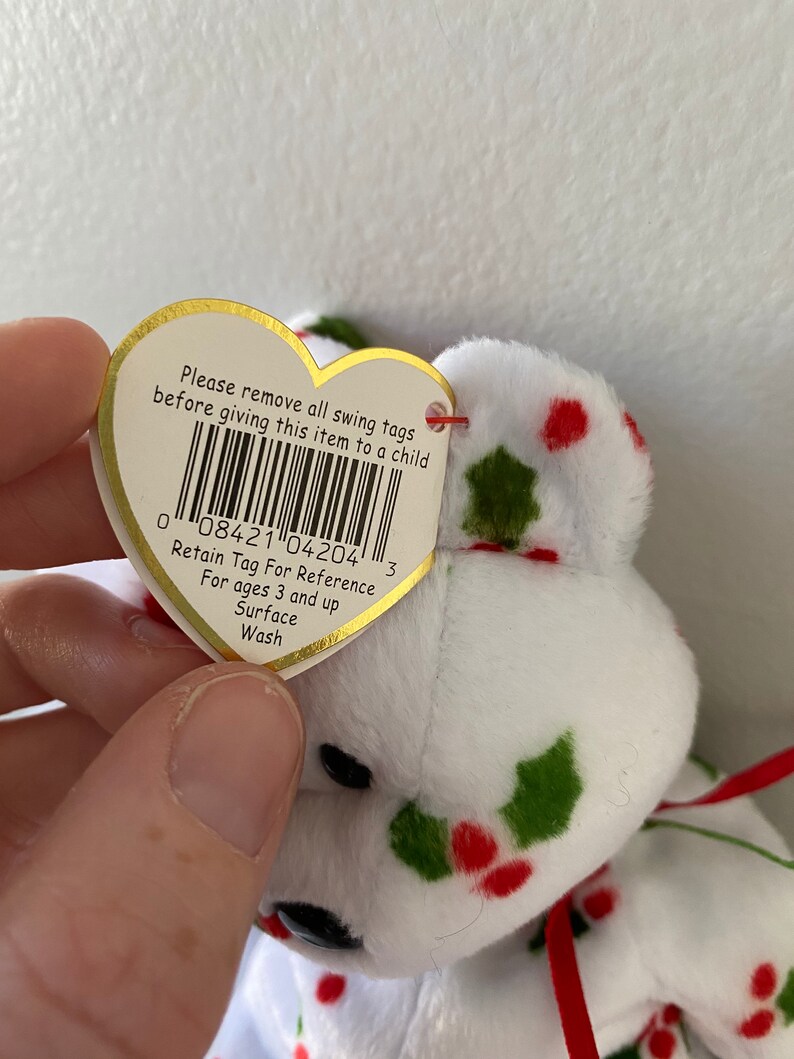 Please remove all swing tags
before giving this item to a child
0 08421 04204 3
Retain Tag For Reference
For ages 3 and up
Surface
Wash